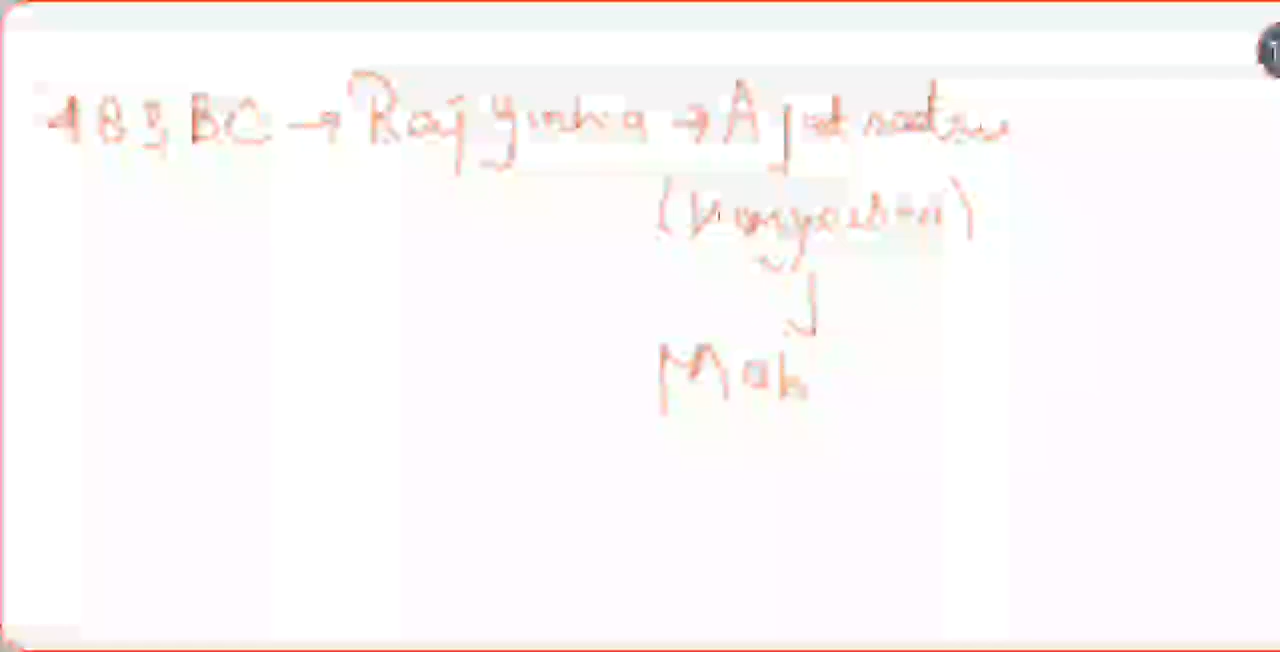 483 BC → Rajgriha → Ajatsatru
(Haryanka)
↓
Mah